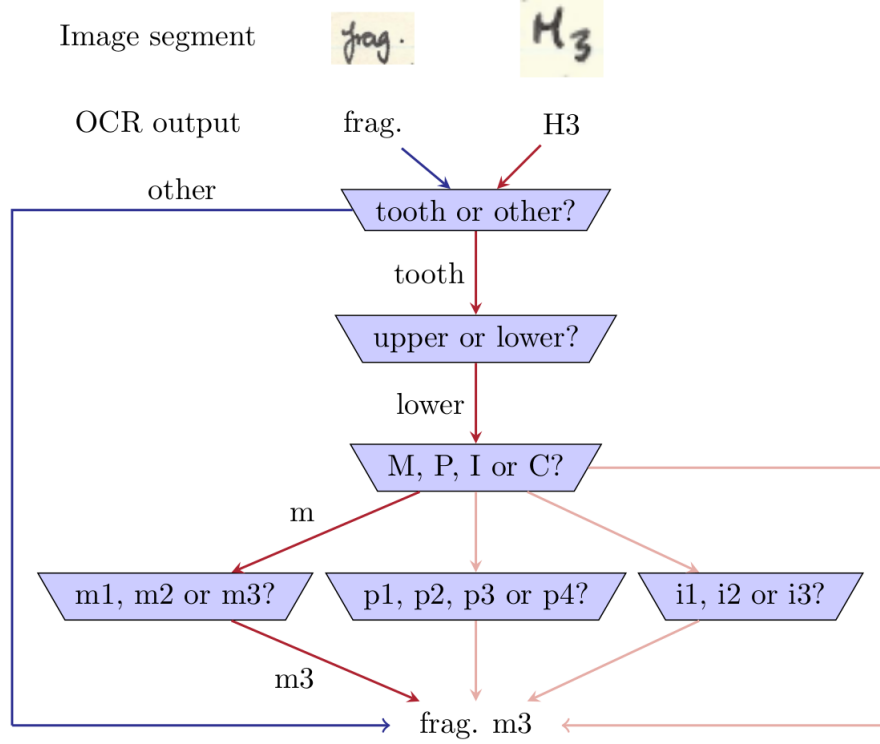 Image segment frag. M3
OCR output frag. H3
other
tooth or other?
tooth
upper or lower?
lower
M, P, I or C?
m
m1, m2 or m3? p1, p2, p3 or p4? i1, i2 or i3?
m3
frag. m3